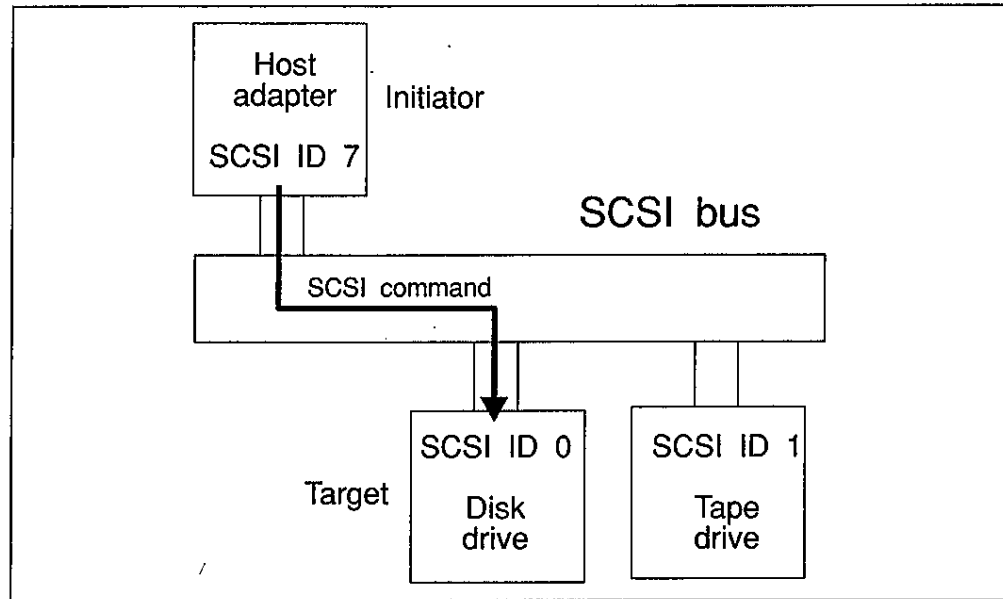 Host
adapter
SCSI ID 7
Initiator
SCSI bus
SCSI command
SCSI ID 0
Disk
drive
Target
SCSI ID 1
Tape
drive